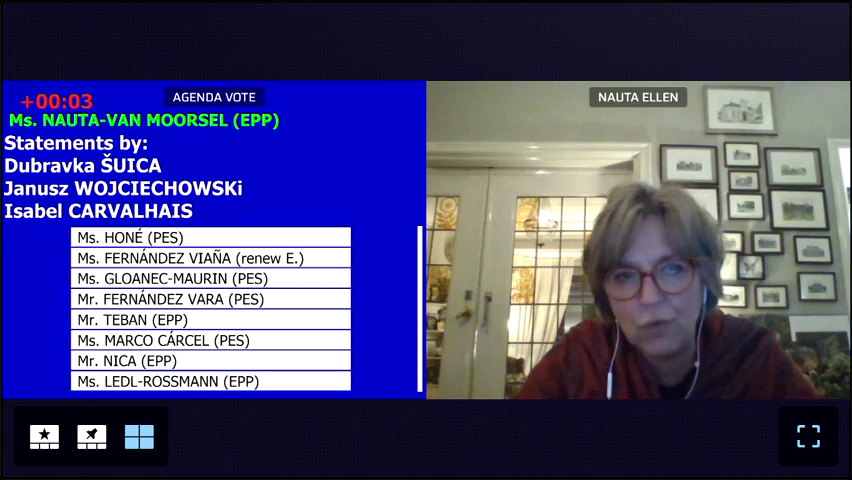 +00:03
AGENDA VOTE
Ms. NAUTA-VAN MOORSEL (EPP)
Statements by:
Dubravka ŠUICA
Janusz WOJCIECHOWSKi
Isabel CARVALHAIS
Ms. HONÉ (PES)
Ms. FERNÁNDEZ VIAÑA (renew E.)
Ms. GLOANEC-MAURIN (PES)
Mr. FERNÁNDEZ VARA (PES)
Mr. TEBAN (EPP)
Ms. MARCO CÁRCEL (PES)
Mr. NICA (EPP)
Ms. LEDL-ROSSMANN (EPP)
NAUTA ELLEN